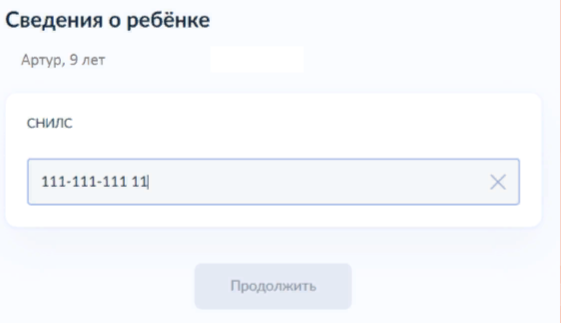 Сведения о ребёнке
Артур, 9 лет
СНИЛС
111-111-111 11
Продолжить